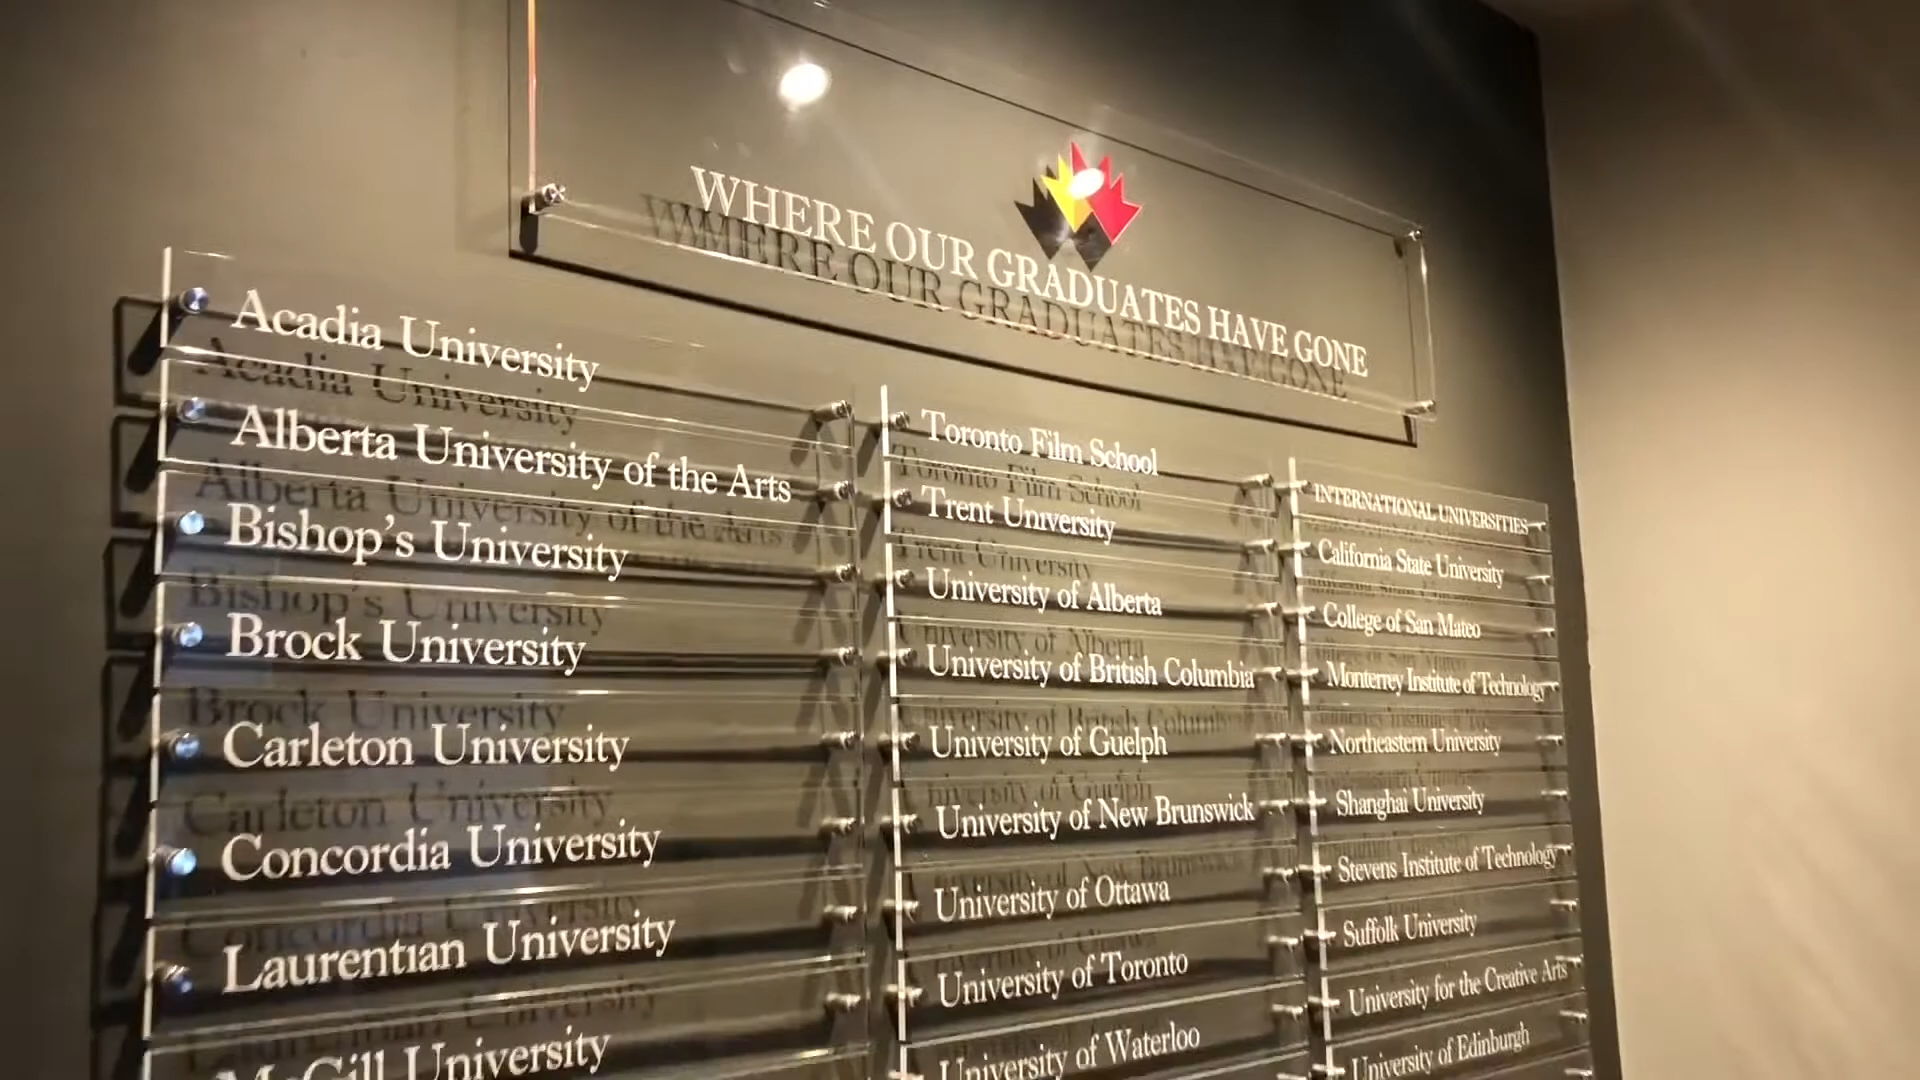 WHERE OUR GRADUATES HAVE GONE
Acadia University
Alberta University of the Arts
Bishop's University
Brock University
Carleton University
Concordia University
Laurentian University
McGill University
Toronto Film School
Trent University
University of Alberta
University of British Columbia
University of Guelph
University of New Brunswick
University of Ottawa
University of Toronto
University of Waterloo
INTERNATIONAL UNIVERSITIES
California State University
College of San Mateo
Monterrey Institute of Technology
Northeastern University
Shanghai University
Stevens Institute of Technology
Suffolk University
University for the Creative Arts
University of Edinburgh